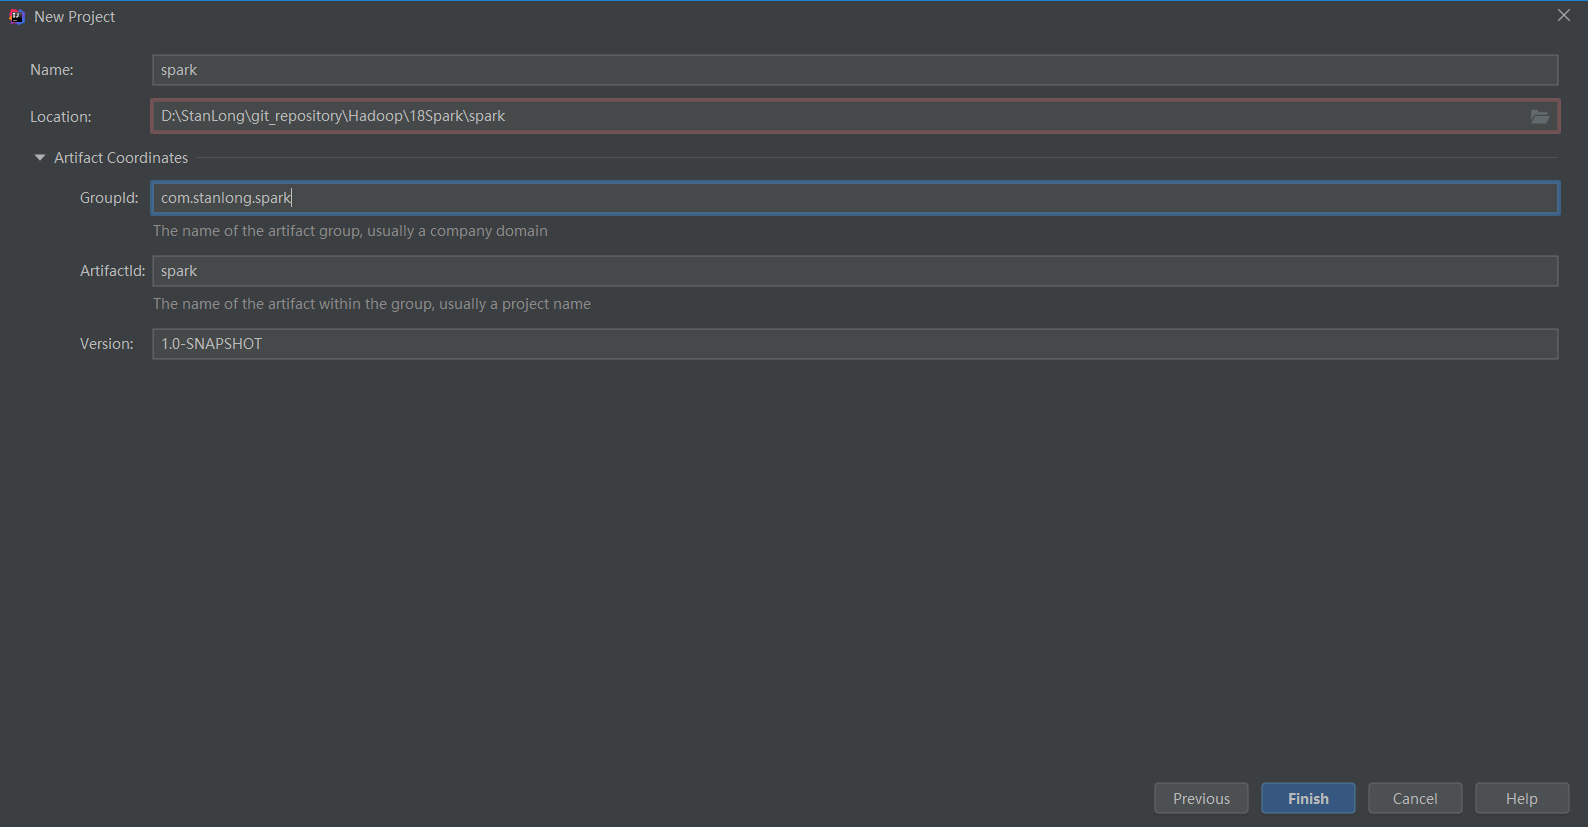 New Project
Name: spark
Location: D:\StanLong\git_repository\Hadoop\18Spark\spark
Artifact Coordinates
GroupId: com.stanlong.spark
The name of the artifact group, usually a company domain
ArtifactId: spark
The name of the artifact within the group, usually a project name
Version: 1.0-SNAPSHOT
Previous Finish Cancel Help